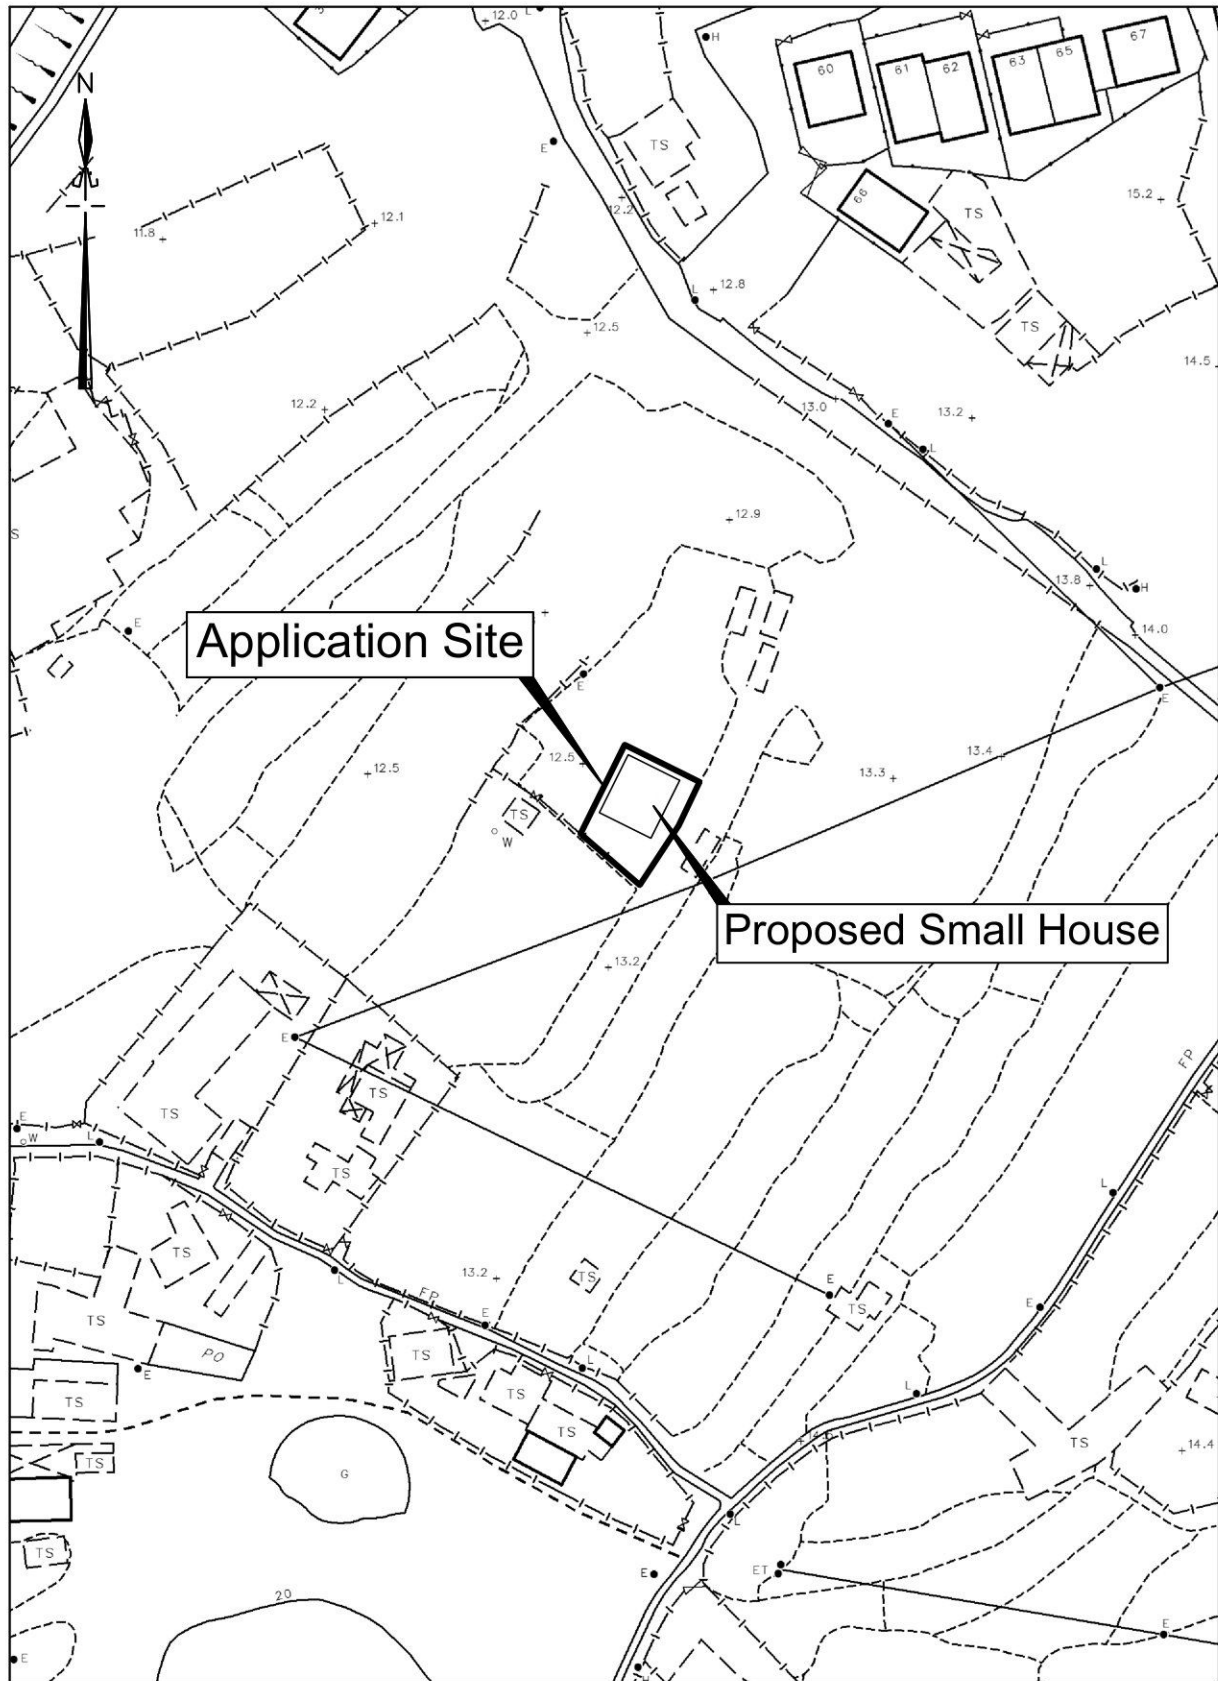 12.0
L
H
60
61
62
63
65
67
N
E
TS
66
TS
15.2
12.2
12.1
11.8
L
12.8
TS
12.5
14.5
12.2
13.0
E
13.2
L
12.9
S
L
13.8
H
E
14.0
Application Site
E
E
12.5
12.5
13.4
13.3
TS
W
Proposed Small House
13.2
E
FP
TS
TS
E
W
L
TS
L
TS
13.2
TS
L
E
TS
E
FP
E
TS
PO
TS
L
E
TS
TS
L
TS
TS
14.4
TS
G
L
TS
E
ET
20
E
E
H